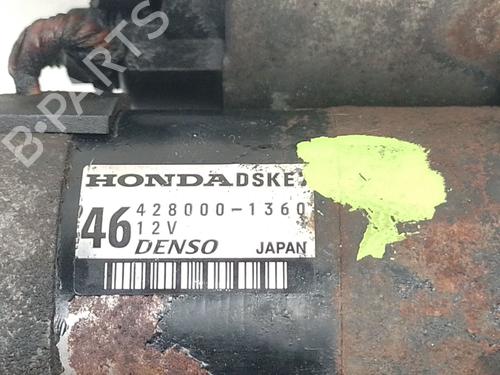 B-PARTS
HONDA DSKE
46 428000-1360
12V
DENSO JAPAN